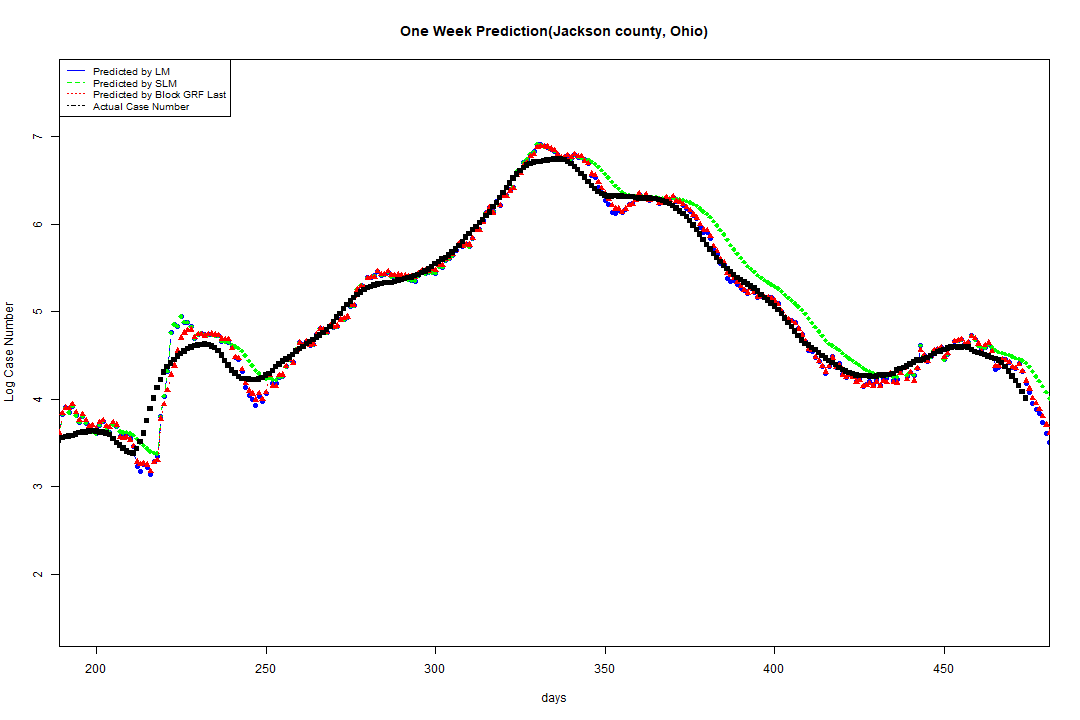 One Week Prediction(Jackson county, Ohio)
Predicted by LM
Predicted by SLM
Predicted by Block GRF Last
Actual Case Number
7
6
5
4
3
2
Log Case Number
200 250 300 350 400 450
days